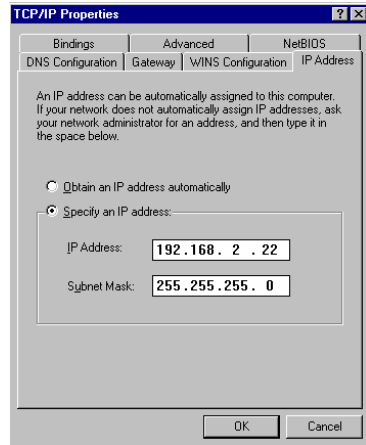 TCP/IP Properties
Bindings Advanced NetBIOS
DNS Configuration Gateway WINS Configuration IP Address
An IP address can be automatically assigned to this computer.
If your network does not automatically assign IP addresses, ask
your network administrator for an address, and then type it in
the space below.
Obtain an IP address automatically
Specify an IP address:
IP Address: 192.168. 2 .22
Subnet Mask: 255.255.255. 0
OK Cancel